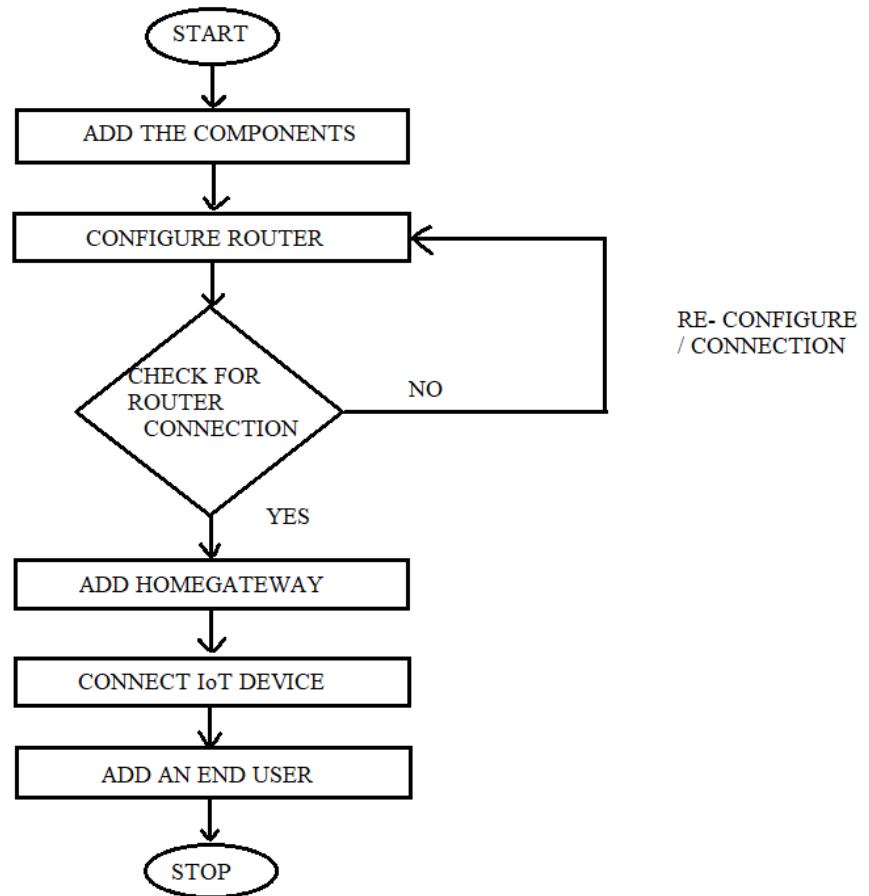 START
ADD THE COMPONENTS
CONFIGURE ROUTER
RE- CONFIGURE
/ CONNECTION
CHECK FOR
ROUTER
CONNECTION
NO
YES
ADD HOMEGATEWAY
CONNECT IoT DEVICE
ADD AN END USER
STOP